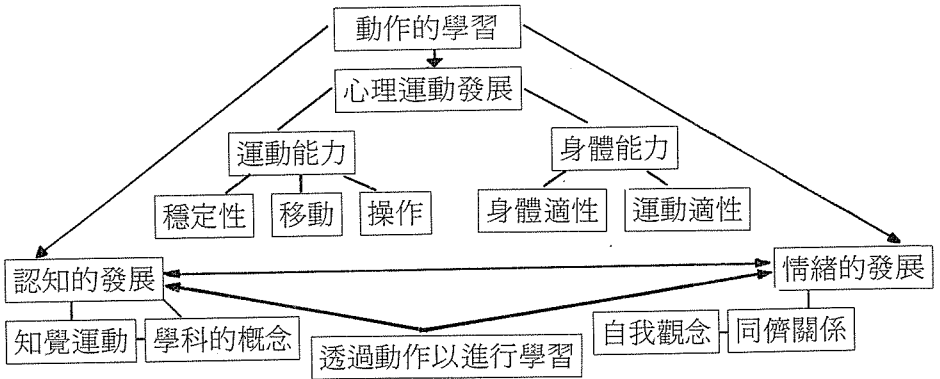 動作的學習
心理運動發展
運動能力
身體能力
穩定性
移動
操作
身體適性
運動適性
認知的發展
情緒的發展
知覺運動
學科的概念
透過動作以進行學習
自我觀念
同儕關係